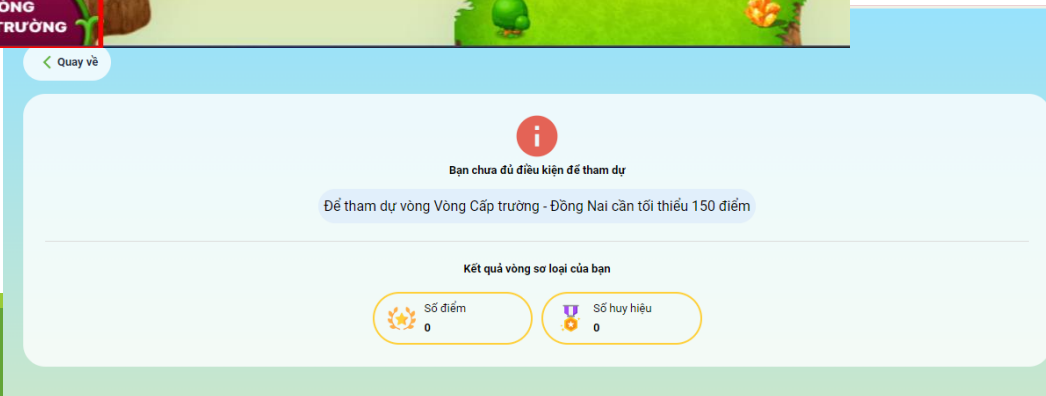 TRƯỜNG
Quay về
Bạn chưa đủ điều kiện để tham dự
Để tham dự vòng Vòng Cấp trường - Đồng Nai cần tối thiểu 150 điểm
Kết quả vòng sơ loại của bạn
Số điểm
0
Số huy hiệu
0